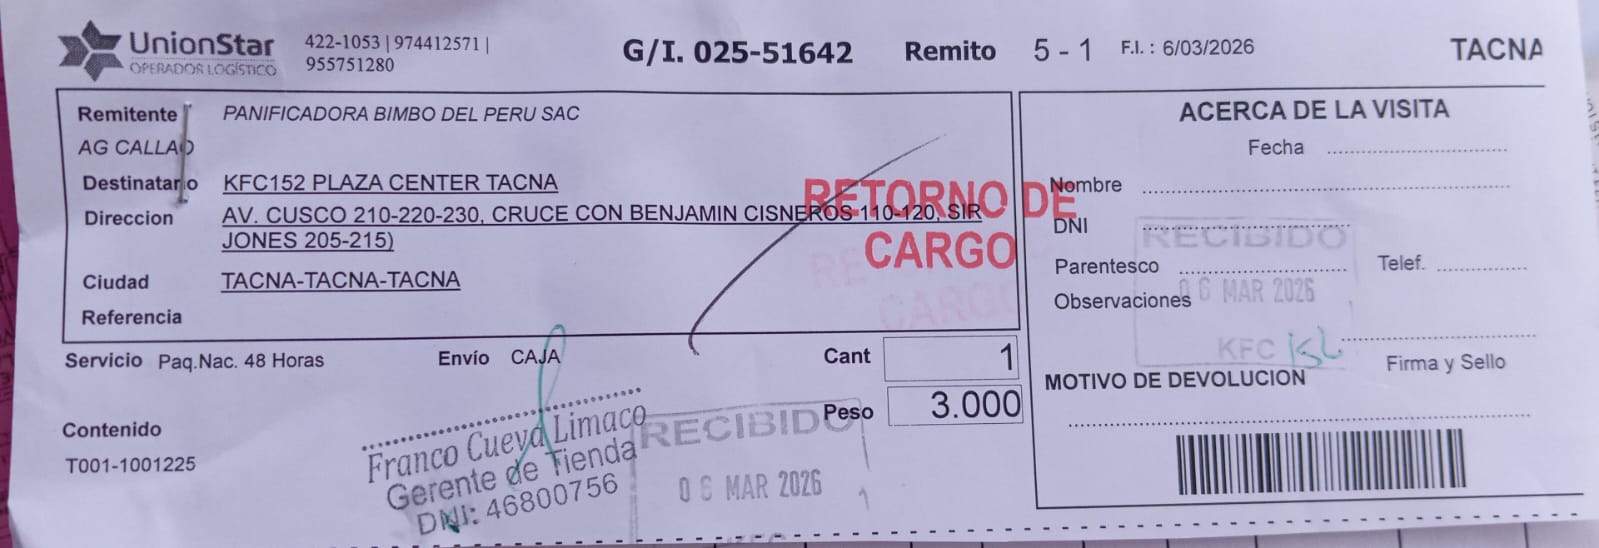 UnionStar
OPERADOR LOGÍSTICO
422-1053 | 974412571 |
955751280
G/I. 025-51642 Remito 5 - 1 F.I. : 6/03/2026 TACNA
Remitente PANIFICADORA BIMBO DEL PERU SAC
AG CALLAO
Destinatario KFC152 PLAZA CENTER TACNA
Direccion AV. CUSCO 210-220-230, CRUCE CON BENJAMIN CISNEROS 110-120, SIR
JONES 205-215)
Ciudad TACNA-TACNA-TACNA
Referencia
RETORNO DE
CARGO
RE
CARGO
Servicio Paq.Nac. 48 Horas Envío CAJA Cant 1
Peso 3.000
Contenido
T001-1001225
Franco Cueva Limaco
Gerente de Tienda
DNI: 46800756
RECIBIDO
06 MAR 2026
ACERCA DE LA VISITA
Fecha
Nombre
DNI
Parentesco Telef.
Observaciones
RECIBIDO
06 MAR 2026
KFC 152
Firma y Sello
MOTIVO DE DEVOLUCION